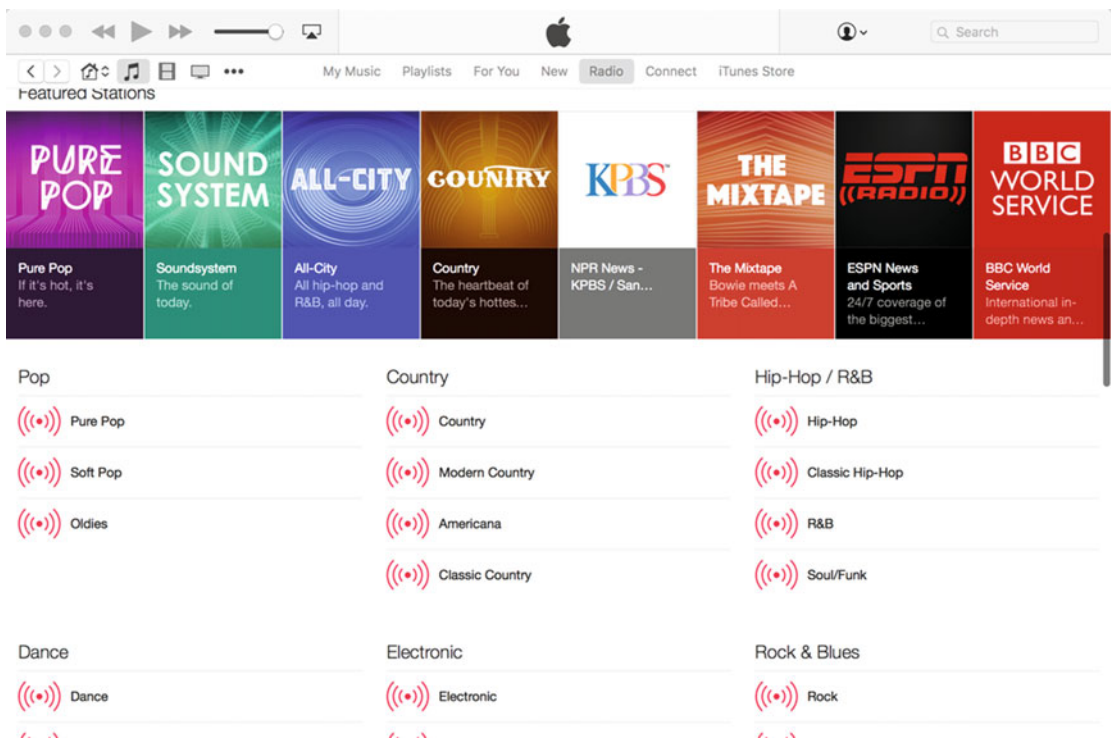 Search
My Music Playlists For You New Radio Connect iTunes Store
Featured Stations
PURE
POP
SOUND
SYSTEM
ALL-CITY
COUNTRY
KPBS
THE
MIXTAPE
ESPN
((RADIO))
BBC
WORLD
SERVICE
Pure Pop
If it's hot, it's
here.
Soundsystem
The sound of
today.
All-City
All hip-hop and
R&B, all day.
Country
The heartbeat of
today's hottes...
NPR News -
KPBS / San...
The Mixtape
Bowie meets A
Tribe Called...
ESPN News
and Sports
24/7 coverage of
the biggest...
BBC World
Service
International in-
depth news an...
Pop
Pure Pop
Soft Pop
Oldies
Country
Country
Modern Country
Americana
Classic Country
Hip-Hop / R&B
Hip-Hop
Classic Hip-Hop
R&B
Soul/Funk
Dance
Dance
Electronic
Electronic
Rock & Blues
Rock